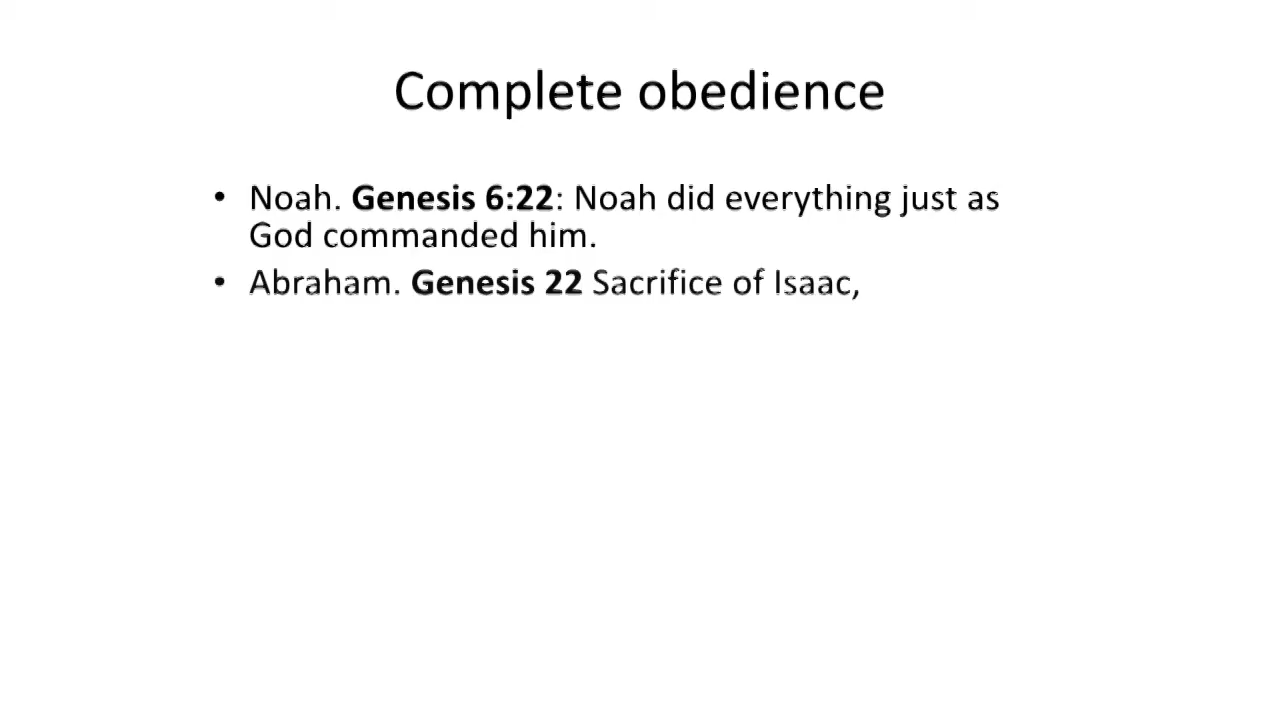 Complete obedience
• Noah. Genesis 6:22: Noah did everything just as
God commanded him.
• Abraham. Genesis 22 Sacrifice of Isaac,